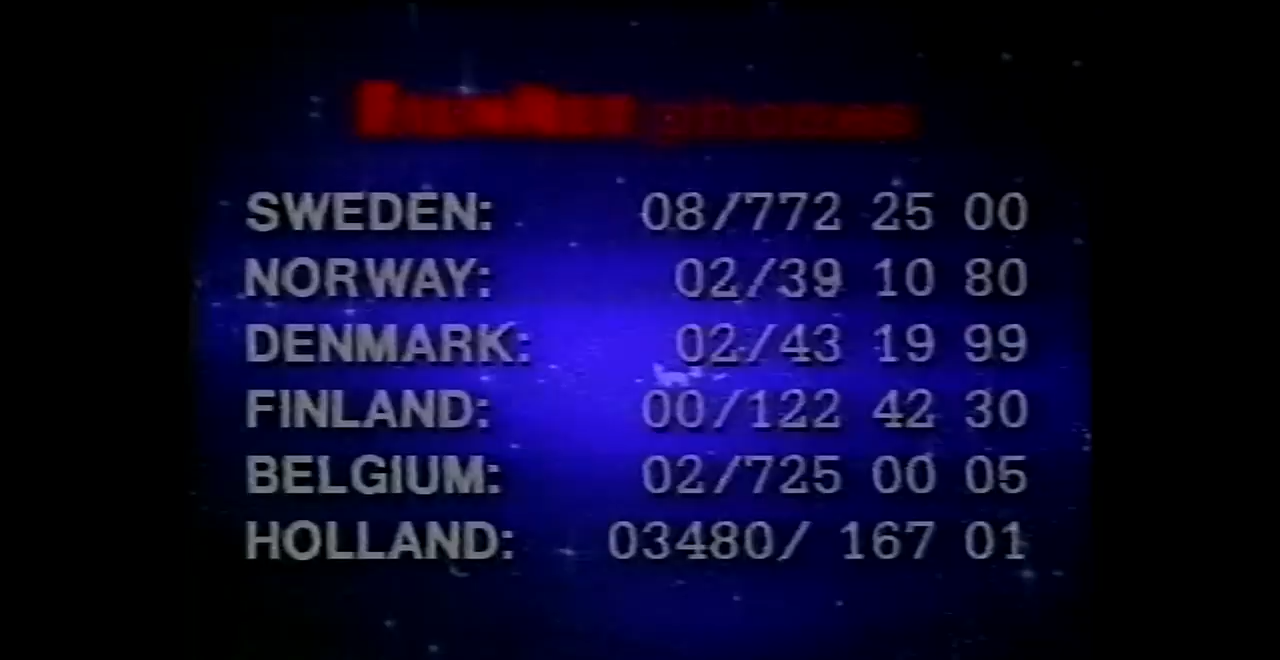 phones
SWEDEN: 08/772 25 00
NORWAY: 02/39 10 80
DENMARK: 02/43 19 99
FINLAND: 00/122 42 30
BELGIUM: 02/725 00 05
HOLLAND: 03480/ 167 01